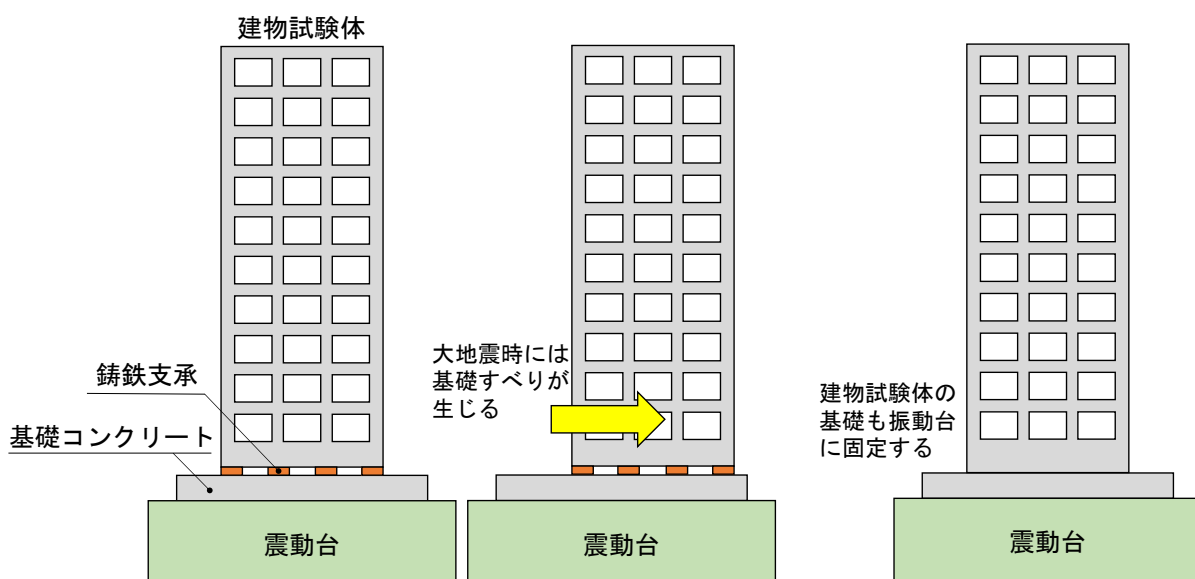 建物試験体
鋳鉄支承
基礎コンクリート
震動台
大地震時には
基礎すべりが
生じる
震動台
建物試験体の
基礎も振動台
に固定する
震動台